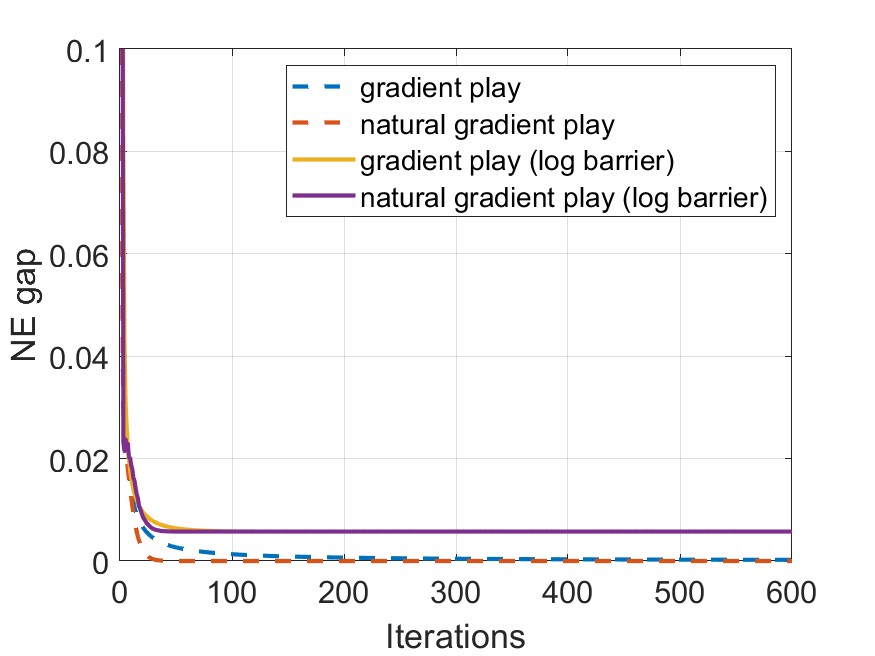 0.1
0.08
0.06
0.04
0.02
0
NE gap
gradient play
natural gradient play
gradient play (log barrier)
natural gradient play (log barrier)
0 100 200 300 400 500 600
Iterations